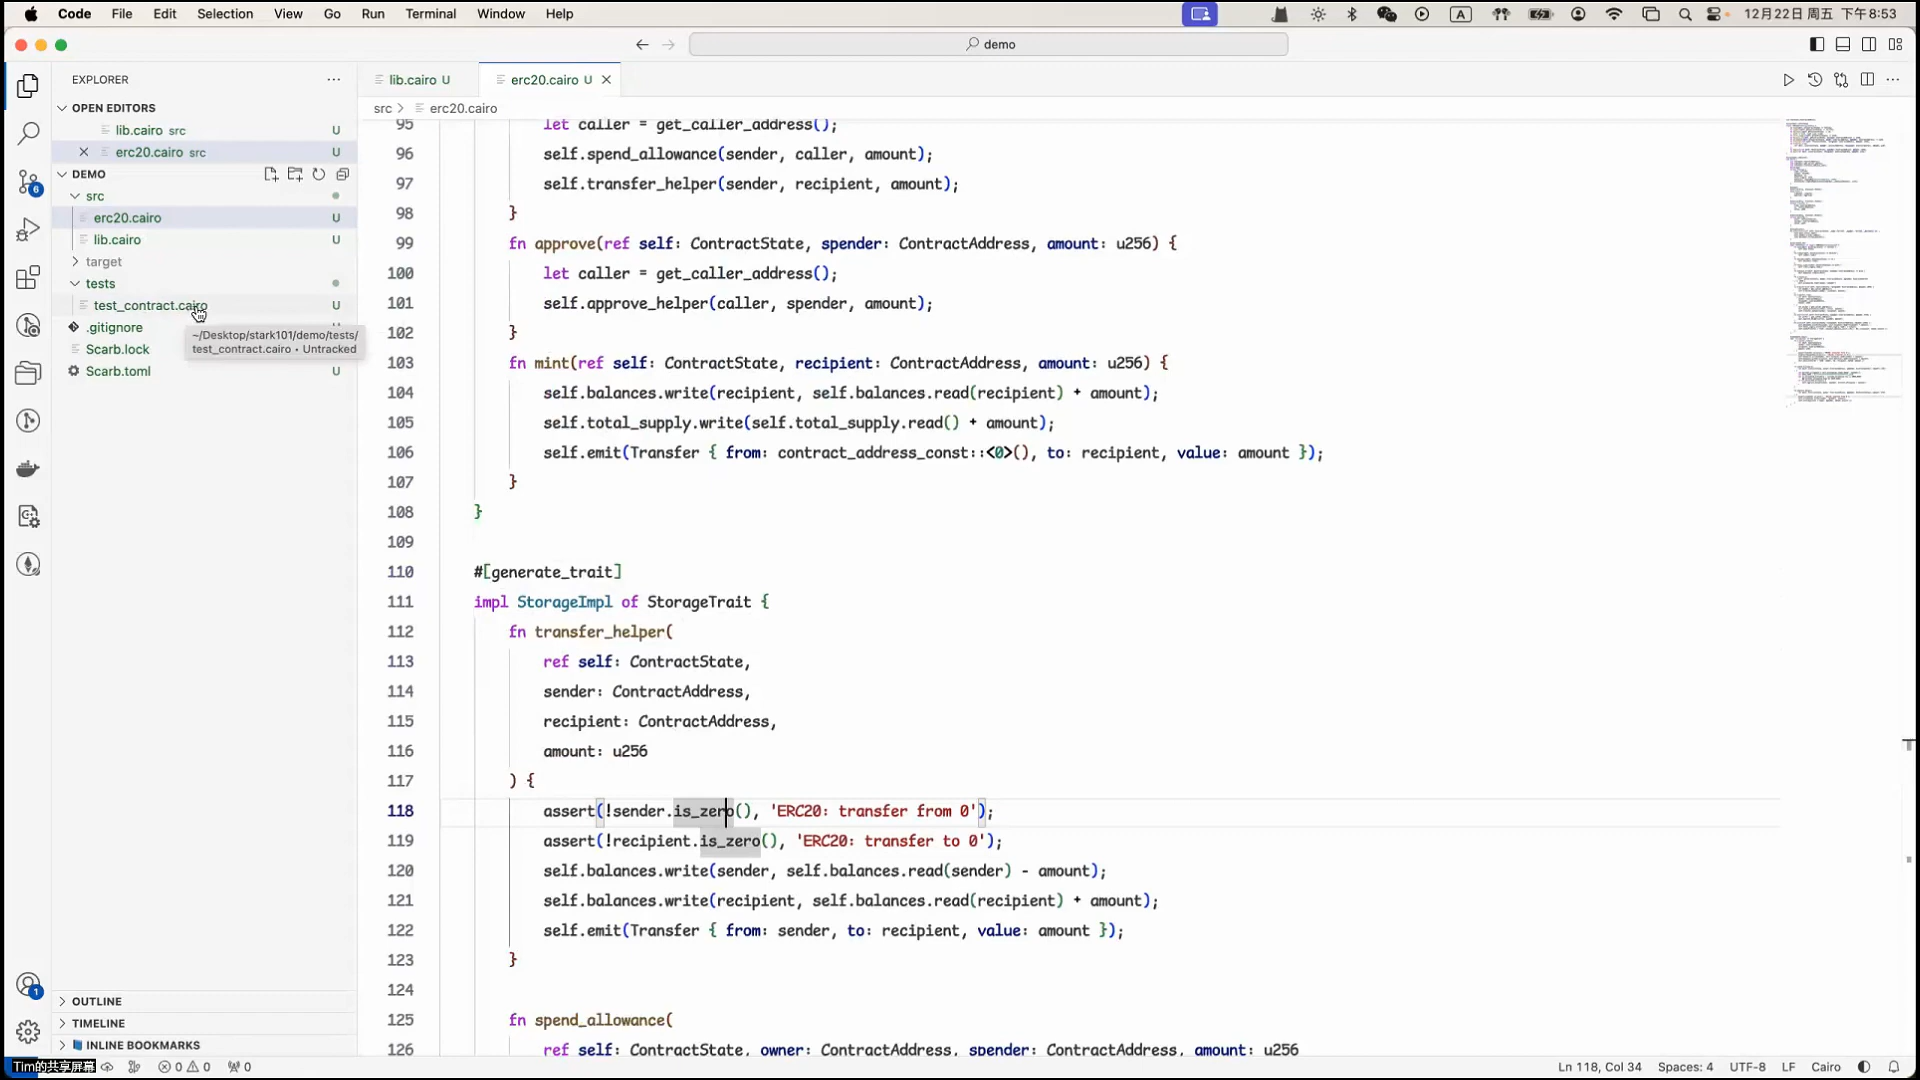 Code File Edit Selection View Go Run Terminal Window Help
A 12月22日 周五 下午8:53
demo
EXPLORER
lib.cairo U
erc20.cairo U
OPEN EDITORS
src > erc20.cairo
lib.cairo src U
erc20.cairo src U
DEMO
src
erc20.cairo U
lib.cairo U
target
tests
test_contract.cairo U
.gitignore
~/Desktop/stark101/demo/tests/
test_contract.cairo • Untracked
Scarb.lock
Scarb.toml U
6
1
OUTLINE
TIMELINE
INLINE BOOKMARKS
95 let caller = get_caller_address();
96 self.spend_allowance(sender, caller, amount);
97 self.transfer_helper(sender, recipient, amount);
98 }
99 fn approve(ref self: ContractState, spender: ContractAddress, amount: u256) {
100 let caller = get_caller_address();
101 self.approve_helper(caller, spender, amount);
102 }
103 fn mint(ref self: ContractState, recipient: ContractAddress, amount: u256) {
104 self.balances.write(recipient, self.balances.read(recipient) + amount);
105 self.total_supply.write(self.total_supply.read() + amount);
106 self.emit(Transfer { from: contract_address_const::<0>(), to: recipient, value: amount });
107 }
108 }
109
110 #[generate_trait]
111 impl StorageImpl of StorageTrait {
112 fn transfer_helper(
113 ref self: ContractState,
114 sender: ContractAddress,
115 recipient: ContractAddress,
116 amount: u256
117 ) {
118 assert(!sender.is_zero(), 'ERC20: transfer from 0');
119 assert(!recipient.is_zero(), 'ERC20: transfer to 0');
120 self.balances.write(sender, self.balances.read(sender) - amount);
121 self.balances.write(recipient, self.balances.read(recipient) + amount);
122 self.emit(Transfer { from: sender, to: recipient, value: amount });
123 }
124
125 fn spend_allowance(
126 ref self: ContractState, owner: ContractAddress, spender: ContractAddress, amount: u256
Tim的共享屏幕 0 0 0
Ln 118, Col 34 Spaces: 4 UTF-8 LF Cairo